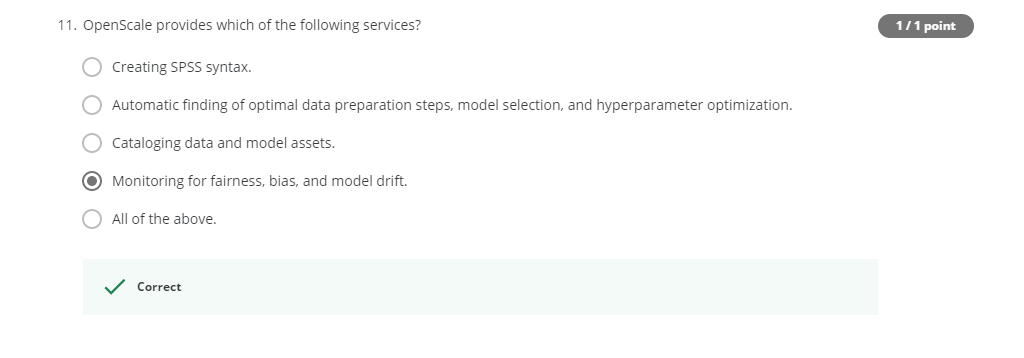 11. OpenScale provides which of the following services?
1 / 1 point
Creating SPSS syntax.
Automatic finding of optimal data preparation steps, model selection, and hyperparameter optimization.
Cataloging data and model assets.
Monitoring for fairness, bias, and model drift.
All of the above.
Correct